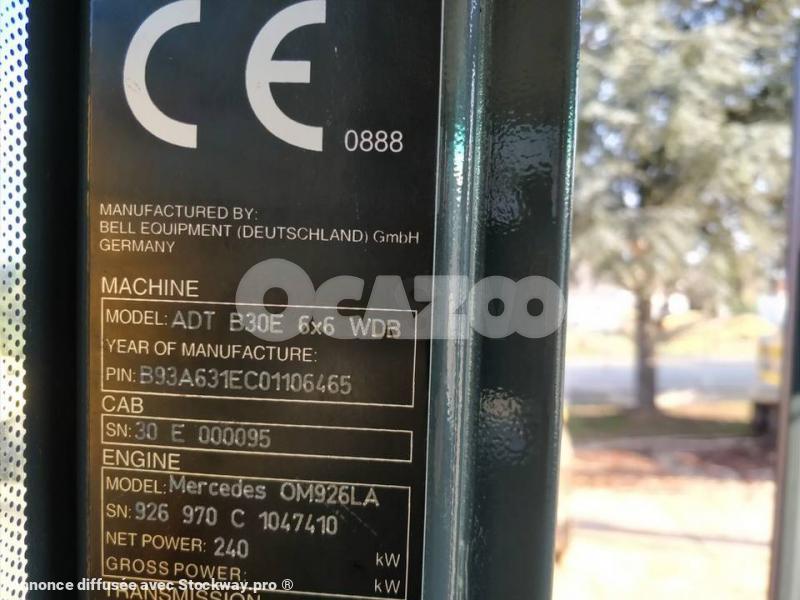 CE
0888
MANUFACTURED BY:
BELL EQUIPMENT (DEUTSCHLAND) GmbH
GERMANY
MACHINE
MODEL: ADT B30E 6x6 WDB
YEAR OF MANUFACTURE:
PIN: B93A631EC01106465
CAB
SN: 30 E 000095
ENGINE
MODEL: Mercedes OM926LA
SN: 926 970 C 1047410
NET POWER: 240 kW
GROSS POWER: kW
TRANSMISSION
OCAZOO
nnonce diffusée avec Stockway.pro ®